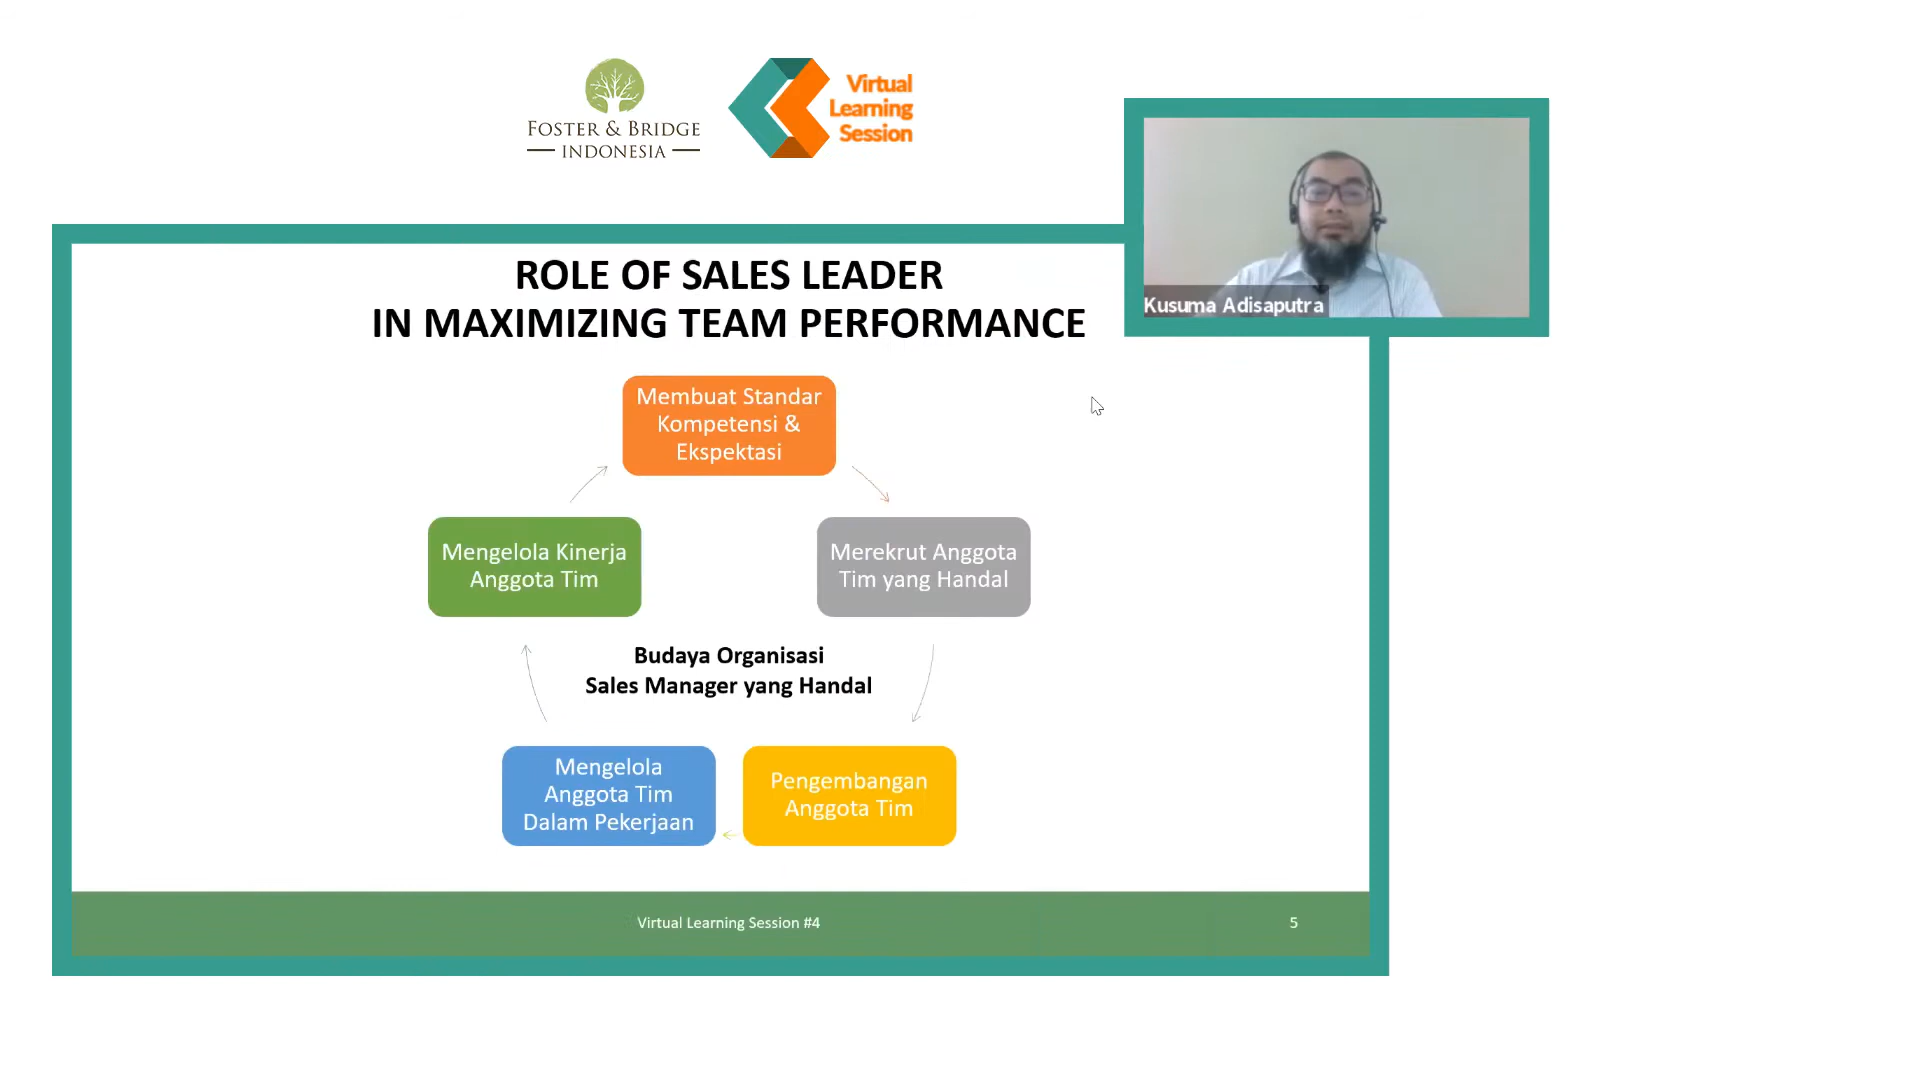 FOSTER & BRIDGE
INDONESIA
Virtual
Learning
Session
Kusuma Adisaputra
ROLE OF SALES LEADER
IN MAXIMIZING TEAM PERFORMANCE
Membuat Standar
Kompetensi &
Ekspektasi
Mengelola Kinerja
Anggota Tim
Merekrut Anggota
Tim yang Handal
Budaya Organisasi
Sales Manager yang Handal
Mengelola
Anggota Tim
Dalam Pekerjaan
Pengembangan
Anggota Tim
Virtual Learning Session #4
5